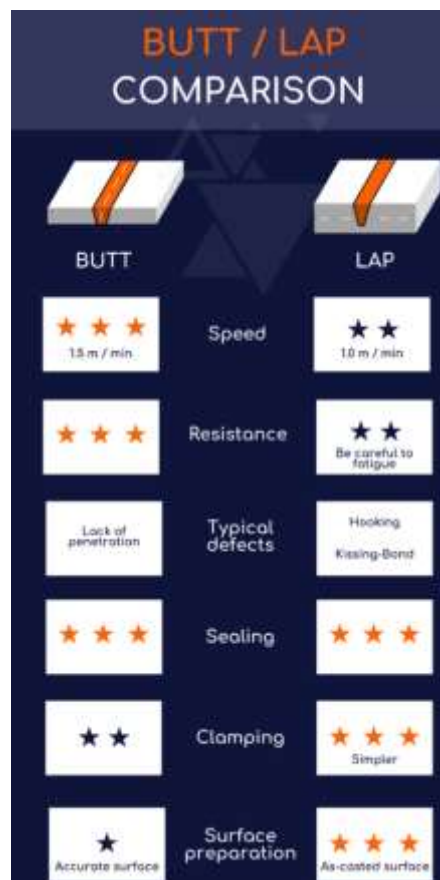 BUTT / LAP
COMPARISON
BUTT
LAP
1.5 m / min
Speed
1.0 m / min
Resistance
Be careful to
fatigue
Lack of
penetration
Typical
defects
Hooking
Kissing-Bond
Sealing
Clamping
Simpler
Accurate surface
Surface
preparation
As-casted surface